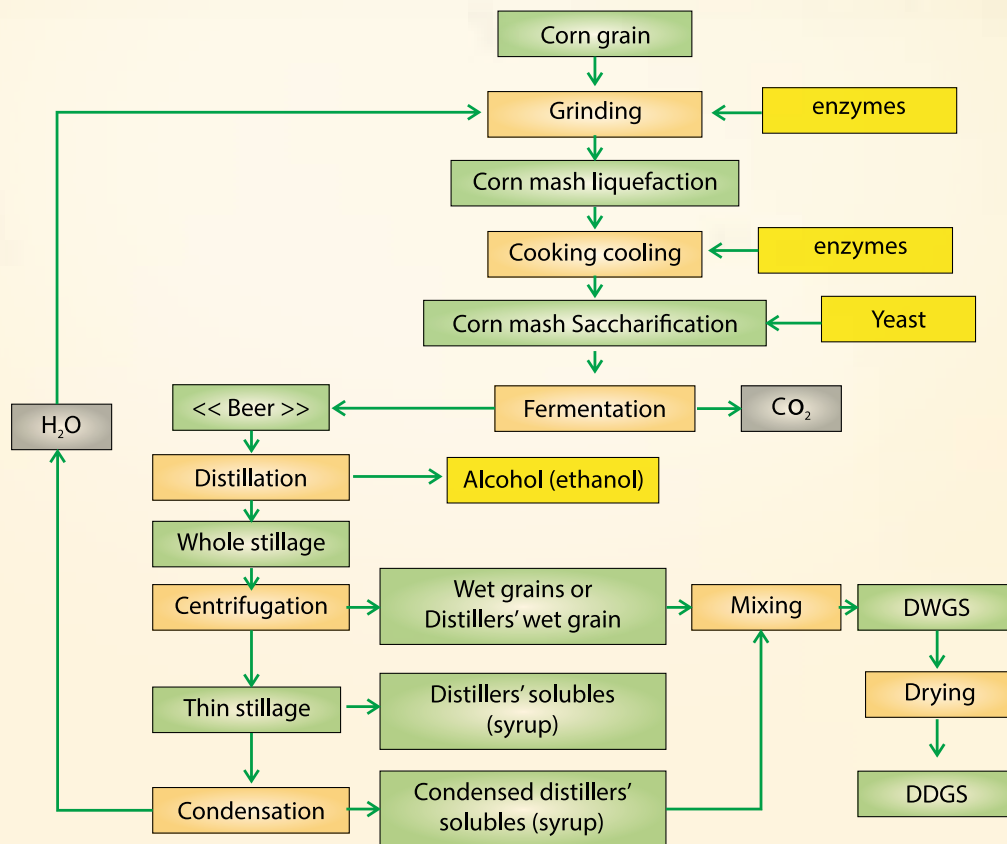 Corn grain
Grinding
enzymes
Corn mash liquefaction
Cooking cooling
enzymes
Corn mash Saccharification
Yeast
<< Beer >>
Fermentation
CO₂
H₂O
Distillation
Alcohol (ethanol)
Whole stillage
Centrifugation
Wet grains or
Distillers' wet grain
Mixing
DWGS
Drying
Thin stillage
Distillers' solubles
(syrup)
DDGS
Condensation
Condensed distillers'
solubles (syrup)